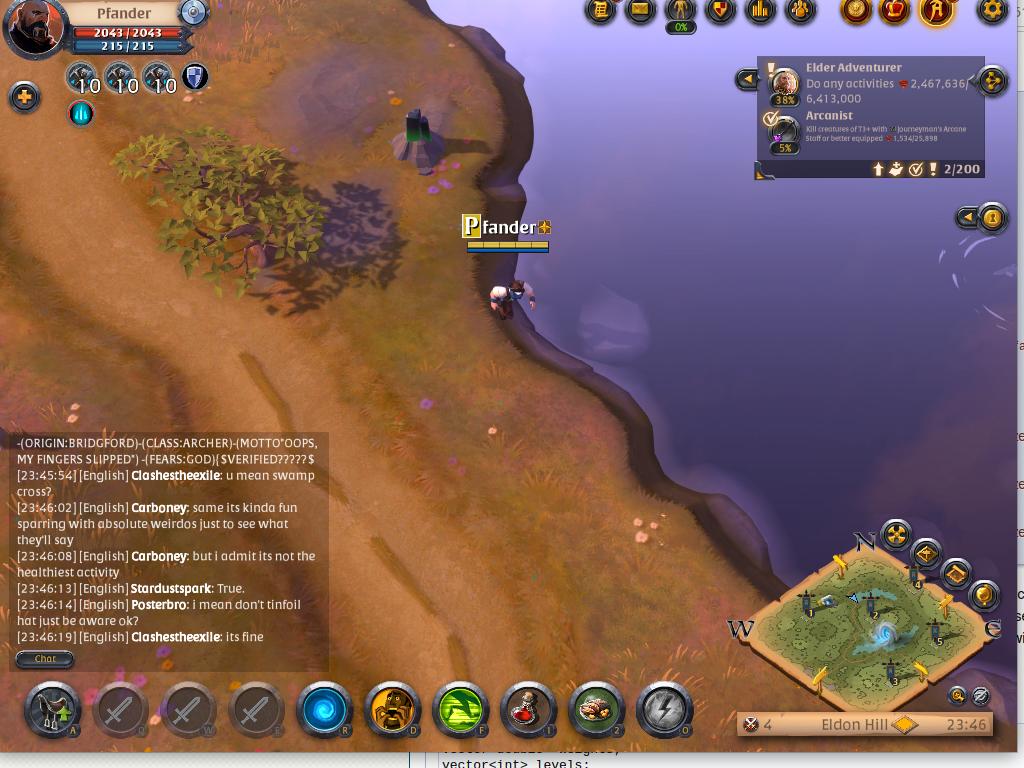 Pfander
2043 / 2043
215 / 215
10 10 10
0%
Elder Adventurer
Do any activities 2,467,636/
6,413,000
38%
Arcanist
Kill creatures of T3+ with Journeyman's Arcane
Staff or better equipped 1,534/25,898
5%
2/200
Pfander
-(ORIGIN:BRIDGFORD)-(CLASS:ARCHER)-(MOTTO"OOPS,
MY FINGERS SLIPPED") -(FEARS:GOD){$VERIFIED?????$
[23:45:54] [English] Clashestheexile: u mean swamp
cross?
[23:46:02] [English] Carboney: same its kinda fun
sparring with absolute weirdos just to see what
they'll say
[23:46:08] [English] Carboney: but i admit its not the
healthiest activity
[23:46:13] [English] Stardustspark: True.
[23:46:14] [English] Posterbro: i mean don't tinfoil
hat just be aware ok?
[23:46:19] [English] Clashestheexile: its fine
Chat
N
W
E
1
2
3
4
5
A Q W E R D F 1 2 O
4 Eldon Hill 23:46
vector<int> levels;